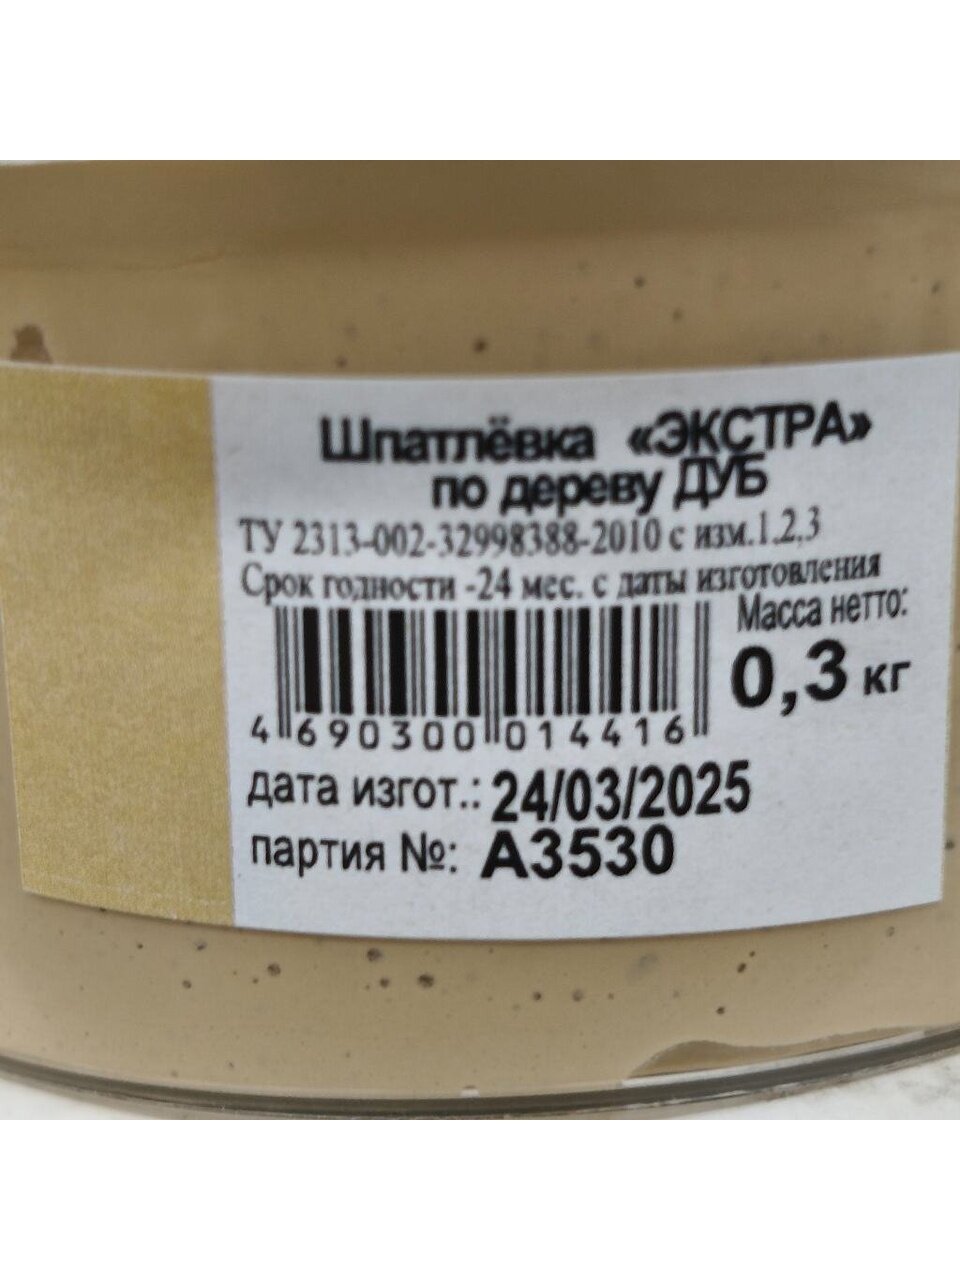 Шпатлёвка «ЭКСТРА»
по дереву ДУБ
ТУ 2313-002-32998388-2010 с изм.1,2,3
Срок годности -24 мес. с даты изготовления
Масса нетто:
0,3 кг
4 690300 014416
дата изгот.: 24/03/2025
партия №: А3530